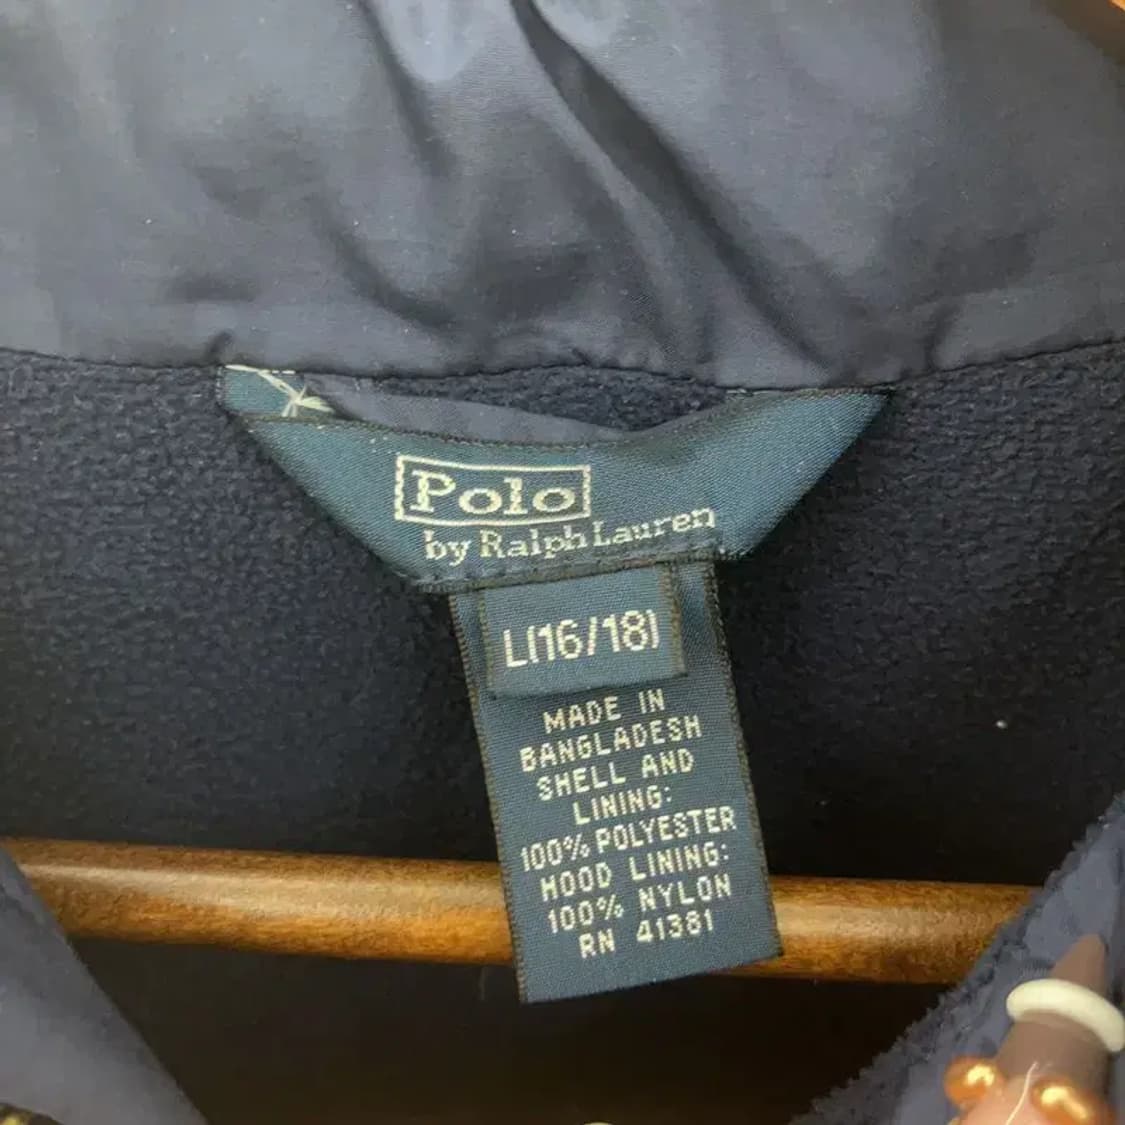 Polo
by Ralph Lauren
L(16/18)
MADE IN
BANGLADESH
SHELL AND
LINING:
100% POLYESTER
HOOD LINING:
100% NYLON
RN 41381